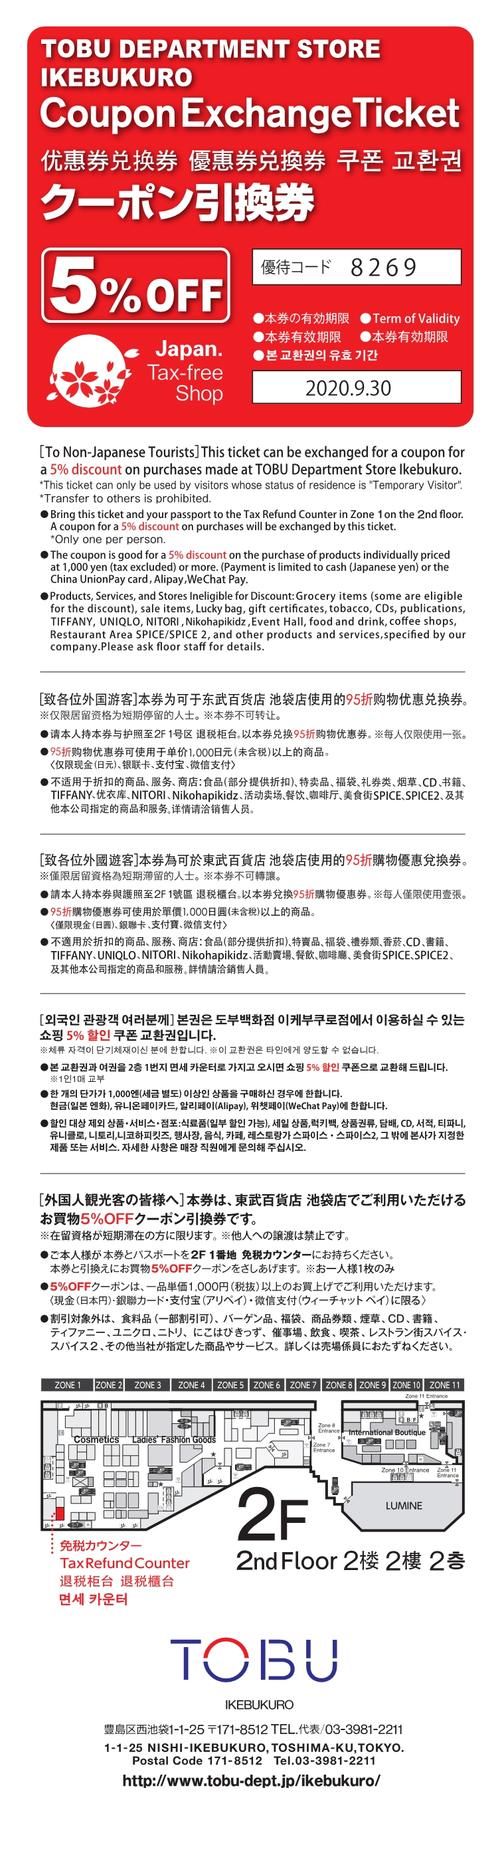 TOBU DEPARTMENT STORE
IKEBUKURO
Coupon Exchange Ticket
优惠券兑换券 優惠券兌換券 쿠폰 교환권
クーポン引換券
5%OFF
優待コード 8269
●本券の有効期限 ●Term of Validity
●本券有效期限 ●本券有效期限
●본 교환권의 유효 기간
2020.9.30
Japan.
Tax-free
Shop
[To Non-Japanese Tourists]This ticket can be exchanged for a coupon for
a 5% discount on purchases made at TOBU Department Store Ikebukuro.
*This ticket can only be used by visitors whose status of residence is "Temporary Visitor".
*Transfer to others is prohibited.
●Bring this ticket and your passport to the Tax Refund Counter in Zone 1 on the 2nd floor.
A coupon for a 5% discount on purchases will be exchanged by this ticket.
*Only one per person.
●The coupon is good for a 5% discount on the purchase of products individually priced
at 1,000 yen (tax excluded) or more. (Payment is limited to cash (Japanese yen) or the
China UnionPay card, Alipay,WeChat Pay.
●Products, Services, and Stores Ineligible for Discount: Grocery items (some are eligible
for the discount), sale items, Lucky bag, gift certificates, tobacco, CDs, publications,
TIFFANY, UNIQLO, NITORI, Nikohapikidz, Event Hall, food and drink, coffee shops,
Restaurant Area SPICE/SPICE 2, and other products and services, specified by our
company.Please ask floor staff for details.
[致各位外国游客]本券为可于东武百货店 池袋店使用的95折购物优惠兑换券。
※仅限居留资格为短期停留的人士。※本券不可转让。
●请本人持本券与护照至2F 1号区 退税柜台。以本券兑换95折购物优惠券。※每人仅限使用一张。
●95折购物优惠券可使用于单价1,000日元(未含税)以上的商品。
〈仅限现金(日元)、银联卡、支付宝、微信支付〉
●不适用于折扣的商品、服务、商店：食品(部分提供折扣)、特卖品、福袋、礼券类、烟草、CD、书籍、
TIFFANY、优衣库、NITORI、Nikohapikidz、活动卖场、餐饮、咖啡厅、美食街SPICE、SPICE2、及其
他本公司指定的商品和服务。详情请洽销售人员。
[致各位外國遊客]本券為可於東武百貨店 池袋店使用的95折購物優惠兌換券。
※僅限居留資格為短期滯留的人士。※本券不可轉讓。
●請本人持本券與護照至2F 1號區 退税櫃台。以本券兌換95折購物優惠券。※每人僅限使用壹張。
●95折購物優惠券可使用於單價1,000日圓(未含稅)以上的商品。
〈僅限現金(日圓)、銀聯卡、支付寶、微信支付〉
●不適用於折扣的商品、服務、商店：食品(部分提供折扣)、特賣品、福袋、禮券類、香菸、CD、書籍、
TIFFANY、UNIQLO、NITORI、Nikohapikidz、活動賣場、餐飲、咖啡廳、美食街SPICE、SPICE2、
及其他本公司指定的商品和服務。詳情請洽銷售人員。
[외국인 관광객 여러분께] 본권은 도부백화점 이케부쿠로점에서 이용하실 수 있는
쇼핑 5% 할인 쿠폰 교환권입니다.
※체류 자격이 단기체재이신 분에 한합니다. ※이 교환권은 타인에게 양도할 수 없습니다.
●본 교환권과 여권을 2층 1번지 면세 카운터로 가지고 오시면 쇼핑 5% 할인 쿠폰으로 교환해 드립니다.
※1인1매 교부
●한 개의 단가가 1,000엔(세금 별도) 이상인 상품을 구매하신 경우에 한합니다.
현금(일본 엔화), 유니온페이카드, 알리페이(Alipay), 위챗페이(WeChat Pay)에 한합니다.
●할인 대상 제외 상품・서비스・점포:식료품(일부 할인 가능), 세일 상품,럭키백, 상품권류, 담배, CD, 서적, 티파니,
유니클로, 니토리,니코하피킷즈, 행사장, 음식, 카페, 레스토랑가 스파이스・스파이스2, 그 밖에 본사가 지정한
제품 또는 서비스. 자세한 사항은 매장 직원에게 문의해 주십시오.
[外国人観光客の皆様へ]本券は、東武百貨店 池袋店でご利用いただける
お買物5%OFFクーポン引換券です。
※在留資格が短期滞在の方に限ります。※他人への譲渡は禁止です。
●ご本人様が本券とパスポートを2F 1番地 免税カウンターにお持ちください。
本券と引換えにお買物5%OFFクーポンをさしあげます。※お一人様1枚のみ
●5%OFFクーポンは、一品単価1,000円(税抜)以上のお買上げでご利用いただけます。
〈現金(日本円)・銀聯カード・支付宝(アリペイ)・微信支付(ウィーチャット ペイ)に限る〉
●割引対象外は、食料品(一部割引可)、バーゲン品、福袋、商品券類、煙草、CD、書籍、
ティファニー、ユニクロ、ニトリ、にこはぴきっず、催事場、飲食、喫茶、レストラン街スパイス・
スパイス2、その他当社が指定した商品やサービス。詳しくは売場係員におたずねください。
ZONE 1 ZONE 2 ZONE 3 ZONE 4 ZONE 5 ZONE 6 ZONE 7 ZONE 8 ZONE 9 ZONE 10 ZONE 11
Zone 11 Entrance
Cosmetics Ladies' Fashion Goods
Zone 8 Entrance
Zone 7 Entrance
International Boutique
Zone 10 Entrance
Zone 11 Entrance
LUMINE
2F
2nd Floor 2楼 2樓 2층
免税カウンター
Tax Refund Counter
退税柜台 退税櫃台
면세 카운터
TOBU
IKEBUKURO
豊島区西池袋1-1-25 〒171-8512 TEL.代表/03-3981-2211
1-1-25 NISHI-IKEBUKURO, TOSHIMA-KU,TOKYO.
Postal Code 171-8512 Tel.03-3981-2211
http://www.tobu-dept.jp/ikebukuro/